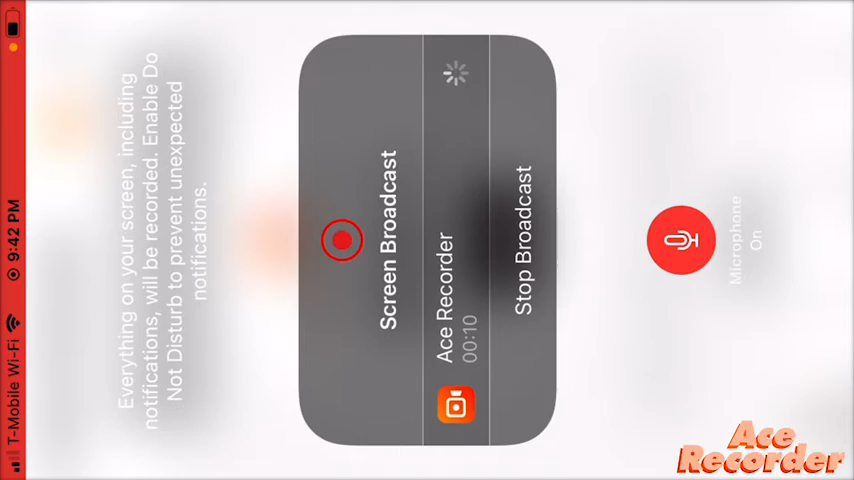 T-Mobile Wi-Fi 9:42 PM
Everything on your screen, including
notifications, will be recorded. Enable Do
Not Disturb to prevent unexpected
notifications.
Screen Broadcast
Ace Recorder
00:10
Stop Broadcast
Microphone
On
Ace
Recorder